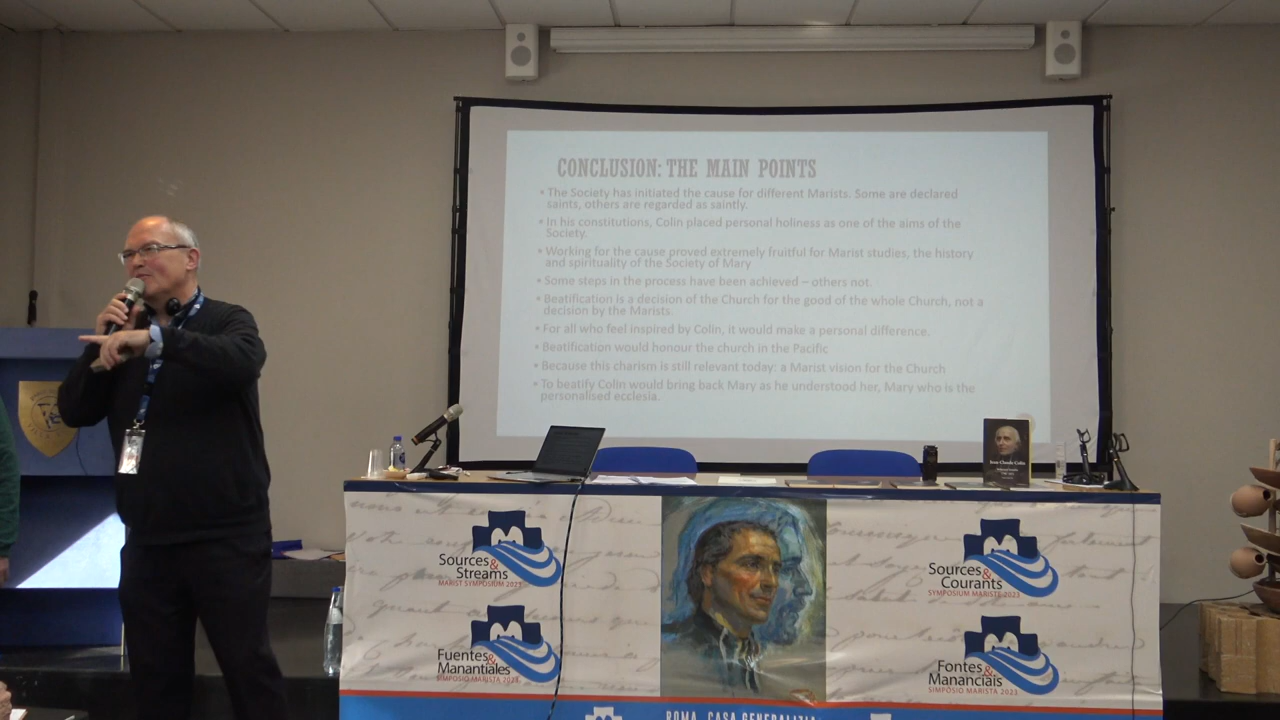 CONCLUSION: THE MAIN POINTS
• The Society has initiated the cause for different Marists. Some are declared
saints, others are regarded as saintly.
• In his constitutions, Colin placed personal holiness as one of the aims of the
Society.
• Working for the cause proved extremely fruitful for Marist studies, the history
and spirituality of the Society of Mary
• Some steps in the process have been achieved – others not.
• Beatification is a decision of the Church for the good of the whole Church, not a
decision by the Marists.
• For all who feel inspired by Colin, it would make a personal difference.
• Beatification would honour the church in the Pacific
• Because this charism is still relevant today: a Marist vision for the Church
• To beatify Colin would bring back Mary as he understood her, Mary who is the
personalised ecclesia.
Jean-Claude Colin
Sources &
Streams
MARIST SYMPOSIUM 2023
Fuentes &
Manantiales
SIMPOSIO MARISTA 2023
Sources &
Courants
SYMPOSIUM MARISTE 2023
Fontes &
Mananciais
SIMPÓSIO MARISTA 2023
ROMA, CASA GENERALIZIA